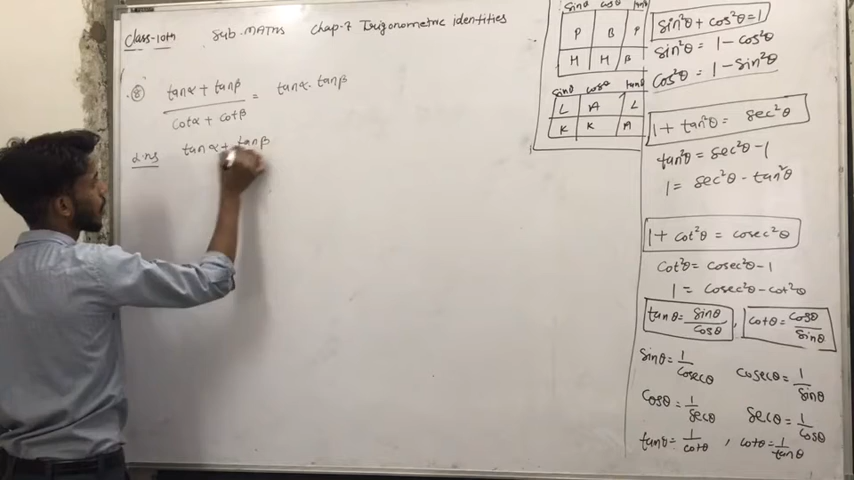 Class-10th Sub-MATHS Chap-7 Trigonometric identities
⑧ tanα + tanβ / cotα + cotβ = tanα · tanβ
Ans tanα + tanβ
Sinθ cosθ tanθ
P B P
H H B
Sinθ cosθ tanθ
L A L
K K A
Sin²θ + cos²θ = 1
Sin²θ = 1 - cos²θ
Cos²θ = 1 - Sin²θ
1 + tan²θ = sec²θ
tan²θ = sec²θ - 1
1 = sec²θ - tan²θ
1 + cot²θ = cosec²θ
Cot²θ = cosec²θ - 1
1 = cosec²θ - cot²θ
tanθ = Sinθ / Cosθ , cotθ = Cosθ / Sinθ
Sinθ = 1 / Cosecθ Cosecθ = 1 / Sinθ
Cosθ = 1 / Secθ Secθ = 1 / Cosθ
tanθ = 1 / Cotθ , Cotθ = 1 / tanθ